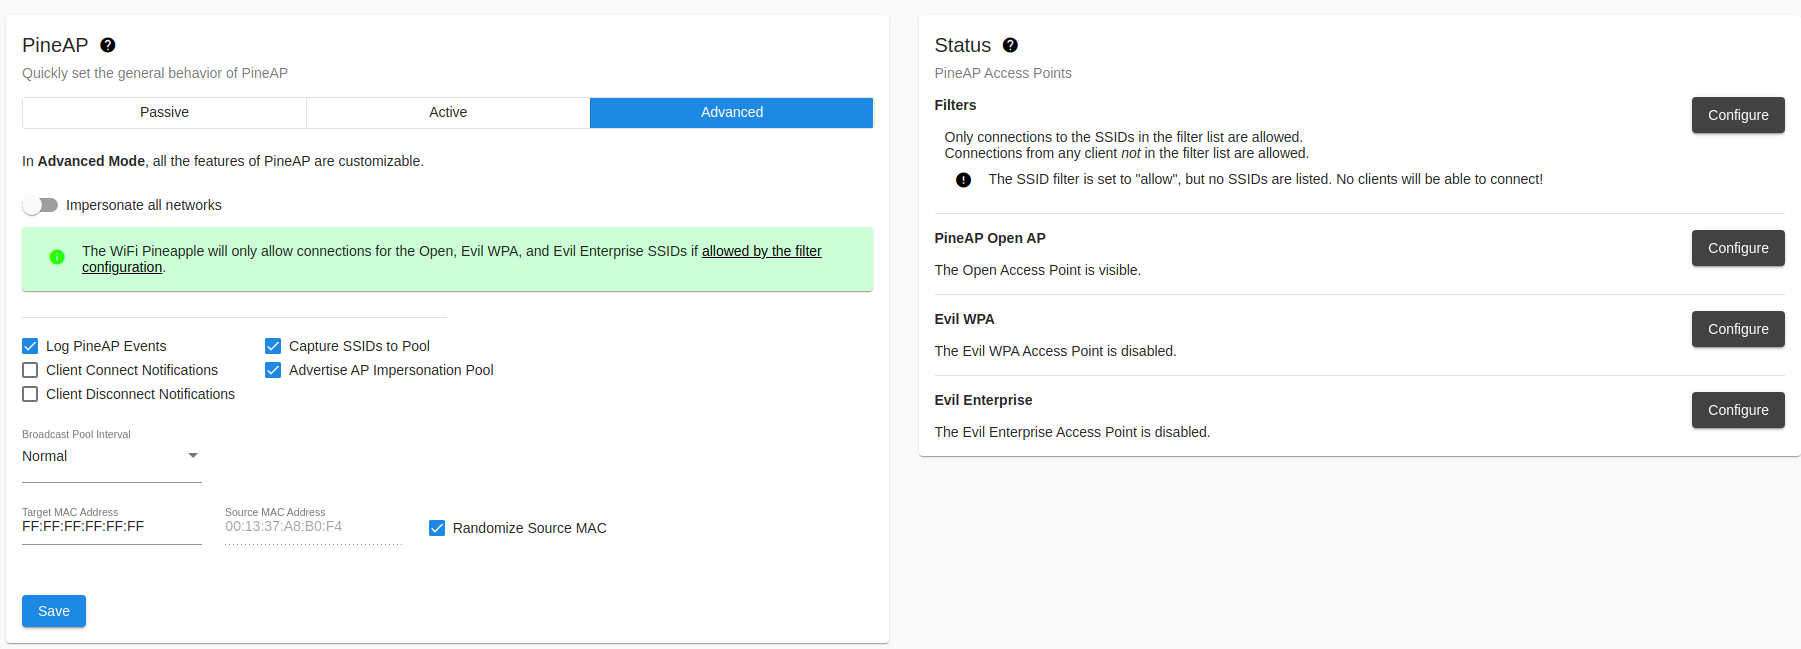 PineAP
Quickly set the general behavior of PineAP
Passive
Active
Advanced
In Advanced Mode, all the features of PineAP are customizable.
Impersonate all networks
The WiFi Pineapple will only allow connections for the Open, Evil WPA, and Evil Enterprise SSIDs if allowed by the filter
configuration.
Log PineAP Events
Capture SSIDs to Pool
Client Connect Notifications
Advertise AP Impersonation Pool
Client Disconnect Notifications
Broadcast Pool Interval
Normal
Target MAC Address
FF:FF:FF:FF:FF:FF
Source MAC Address
00:13:37:A8:B0:F4
Randomize Source MAC
Save
Status
PineAP Access Points
Filters
Configure
Only connections to the SSIDs in the filter list are allowed.
Connections from any client not in the filter list are allowed.
The SSID filter is set to "allow", but no SSIDs are listed. No clients will be able to connect!
PineAP Open AP
Configure
The Open Access Point is visible.
Evil WPA
Configure
The Evil WPA Access Point is disabled.
Evil Enterprise
Configure
The Evil Enterprise Access Point is disabled.